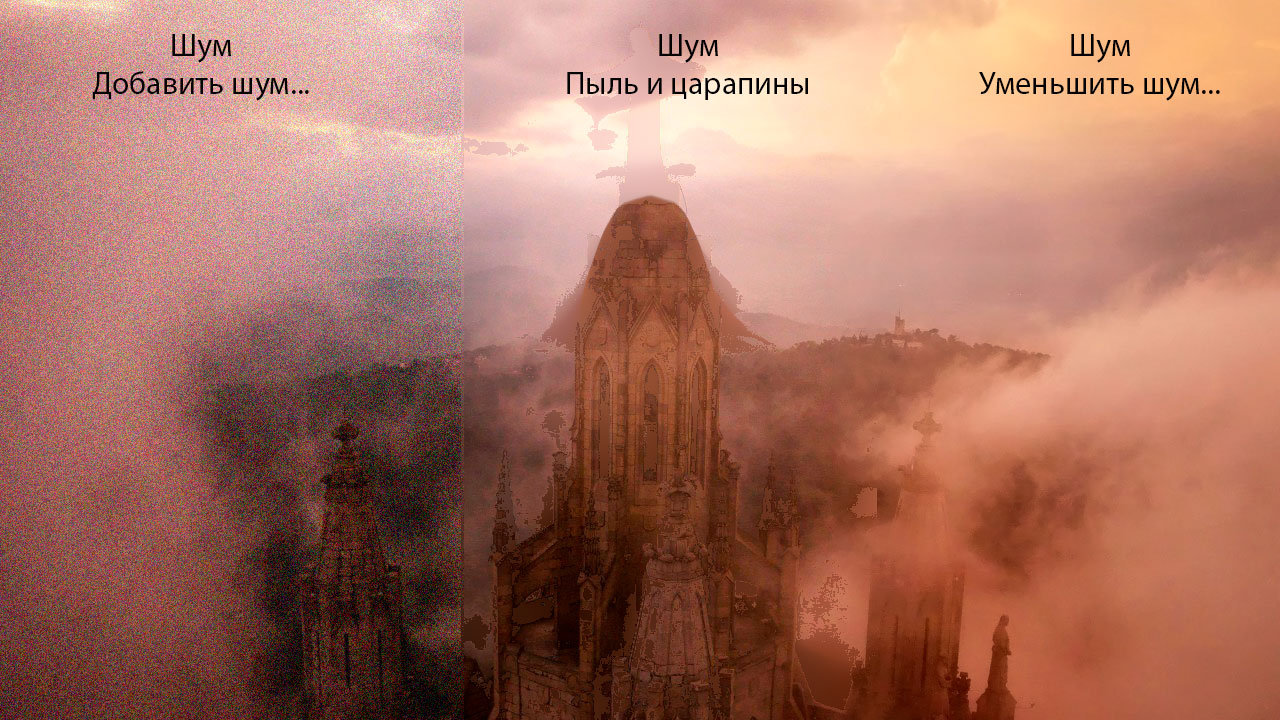 Шум
Добавить шум...
Шум
Пыль и царапины
Шум
Уменьшить шум...